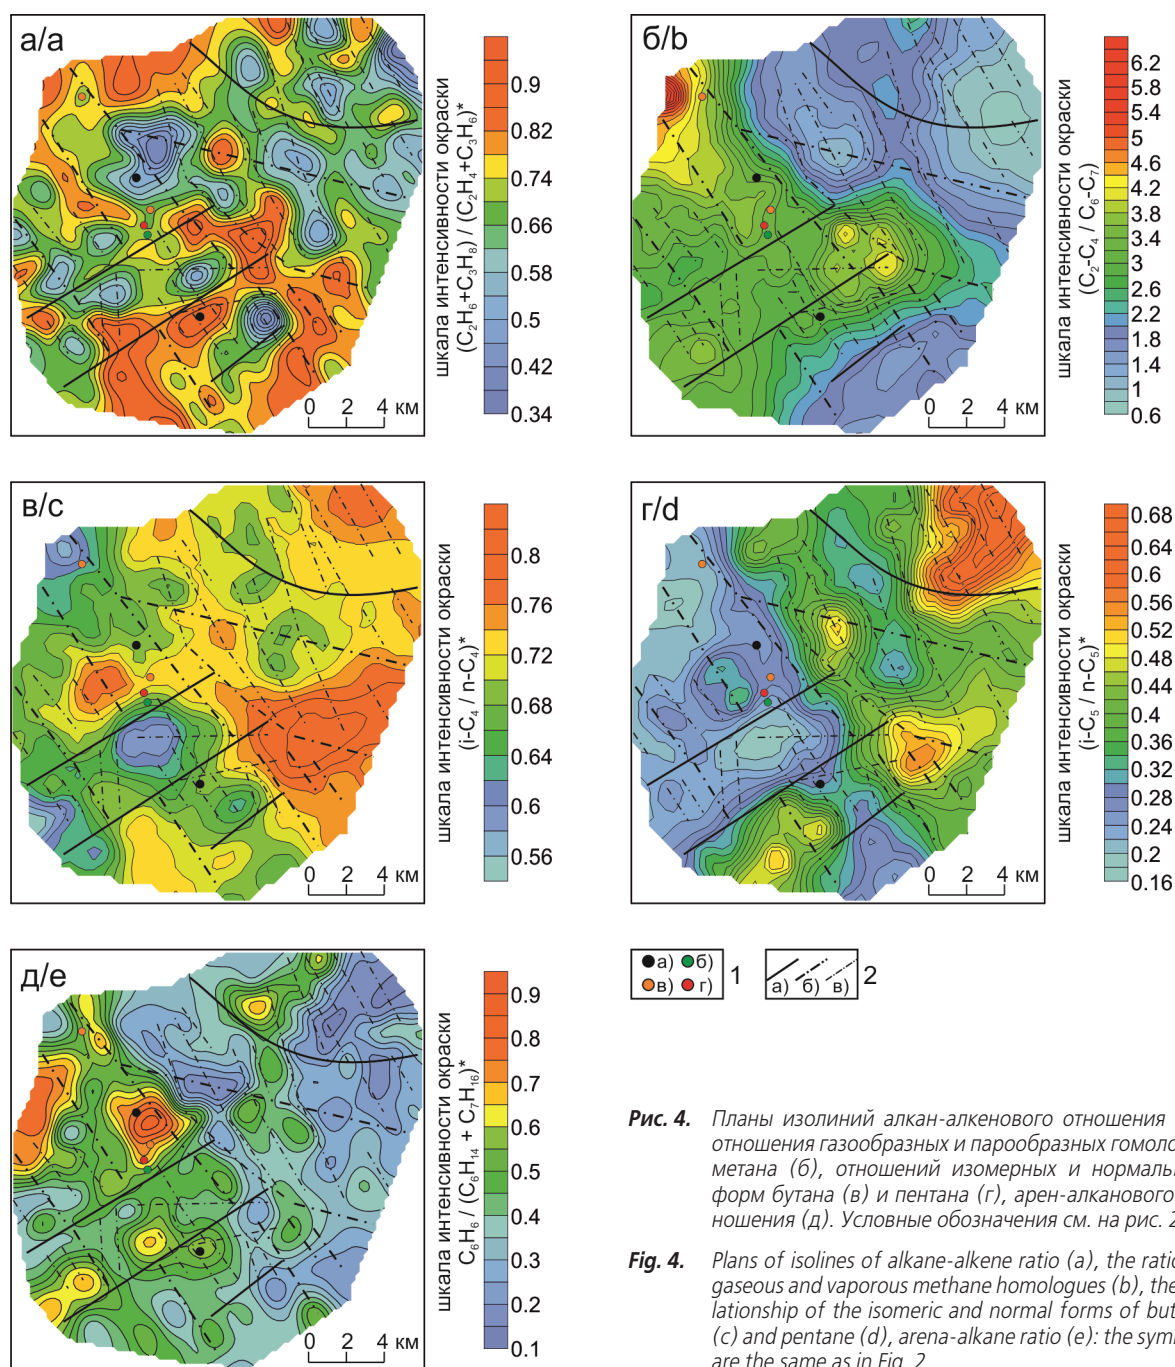 а/a
шкала интенсивности окраски
(C₂H₆+C₃H₈) / (C₂H₄+C₃H₆)*
0.9
0.82
0.74
0.66
0.58
0.5
0.42
0.34
0 2 4 км
б/b
шкала интенсивности окраски
(C₂-C₄ / C₆-C₇)
6.2
5.8
5.4
5
4.6
4.2
3.8
3.4
3
2.6
2.2
1.8
1.4
1
0.6
0 2 4 км
в/c
шкала интенсивности окраски
(i-C₄ / n-C₄)*
0.8
0.76
0.72
0.68
0.64
0.6
0.56
0 2 4 км
г/d
шкала интенсивности окраски
(i-C₅ / n-C₅)*
0.68
0.64
0.6
0.56
0.52
0.48
0.44
0.4
0.36
0.32
0.28
0.24
0.2
0.16
0 2 4 км
д/e
шкала интенсивности окраски
C₆H₆ / (C₆H₁₄ + C₇H₁₆)*
0.9
0.8
0.7
0.6
0.5
0.4
0.3
0.2
0.1
0 2 4 км
а) б)
в) г)
1
а) б) в)
2
Рис. 4. Планы изолиний алкан-алкенового отношения
отношения газообразных и парообразных гомоло
метана (б), отношений изомерных и нормаль
форм бутана (в) и пентана (г), арен-алканового
ношения (д). Условные обозначения см. на рис. 2
Fig. 4. Plans of isolines of alkane-alkene ratio (a), the ratio
gaseous and vaporous methane homologues (b), the
lationship of the isomeric and normal forms of but
(c) and pentane (d), arena-alkane ratio (e): the sym
are the same as in Fig. 2